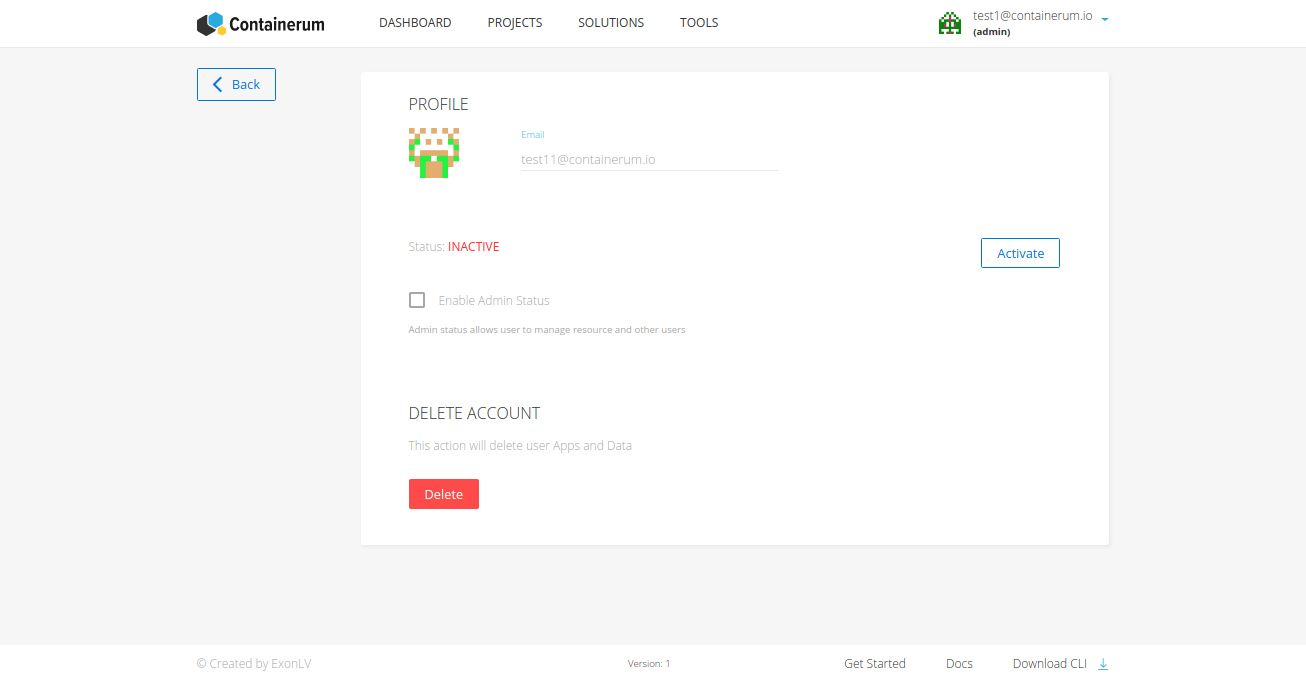 Containerum
DASHBOARD PROJECTS SOLUTIONS TOOLS
test1@containerum.io
(admin)
Back
PROFILE
Email
test11@containerum.io
Status: INACTIVE
Activate
Enable Admin Status
Admin status allows user to manage resource and other users
DELETE ACCOUNT
This action will delete user Apps and Data
Delete
© Created by ExonLV
Version: 1
Get Started Docs Download CLI